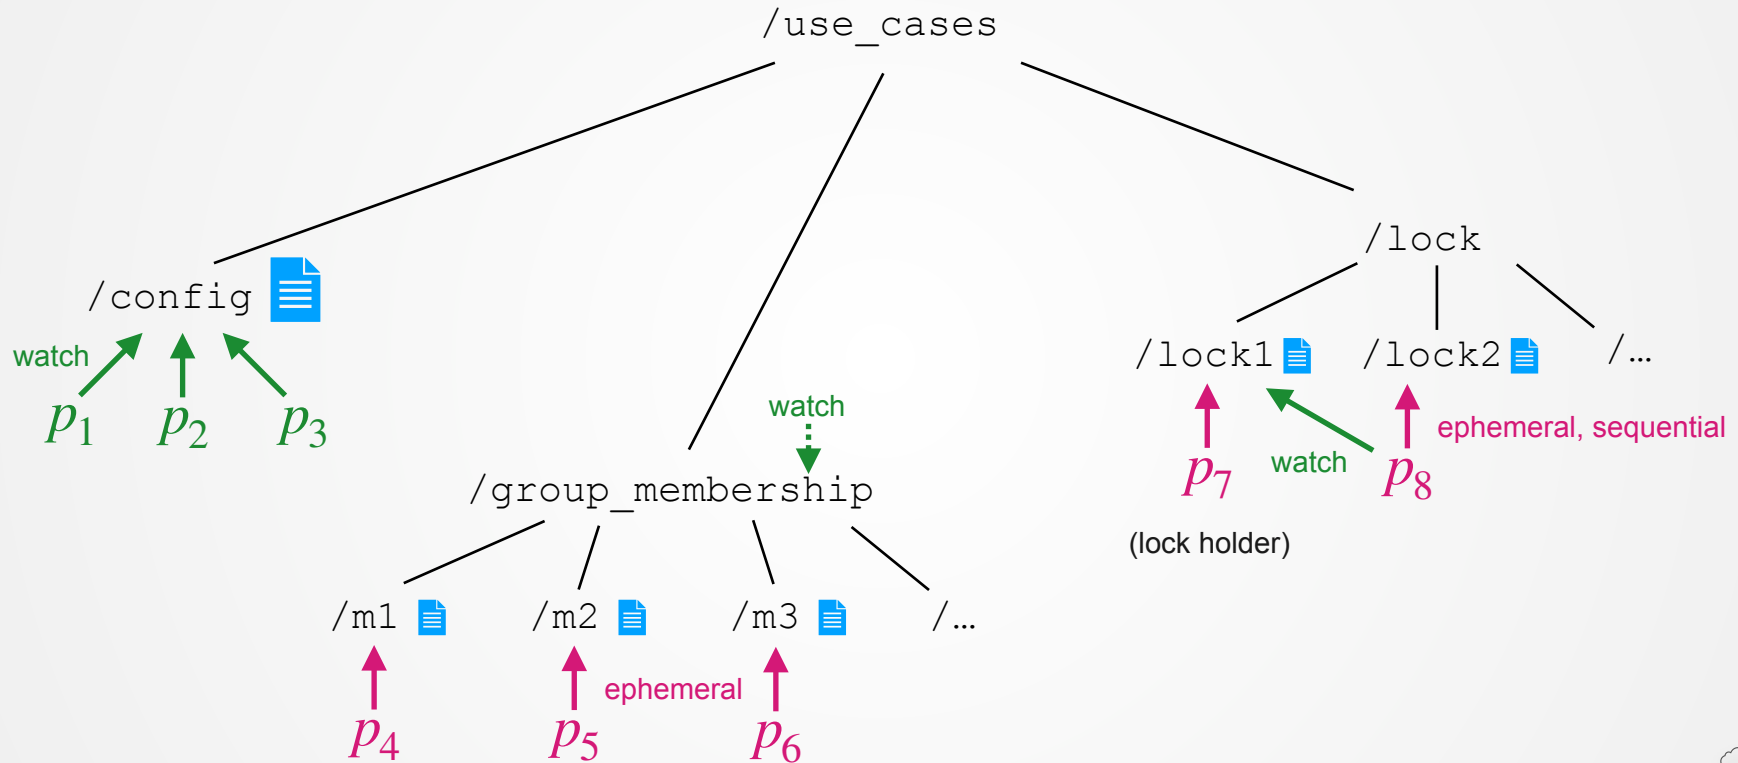 /use_cases
/config
watch
p1 p2 p3
/group_membership
watch
/m1 /m2 /m3 /…
ephemeral
p4 p5 p6
/lock
/lock1 /lock2 /…
ephemeral, sequential
watch
p7 p8
(lock holder)